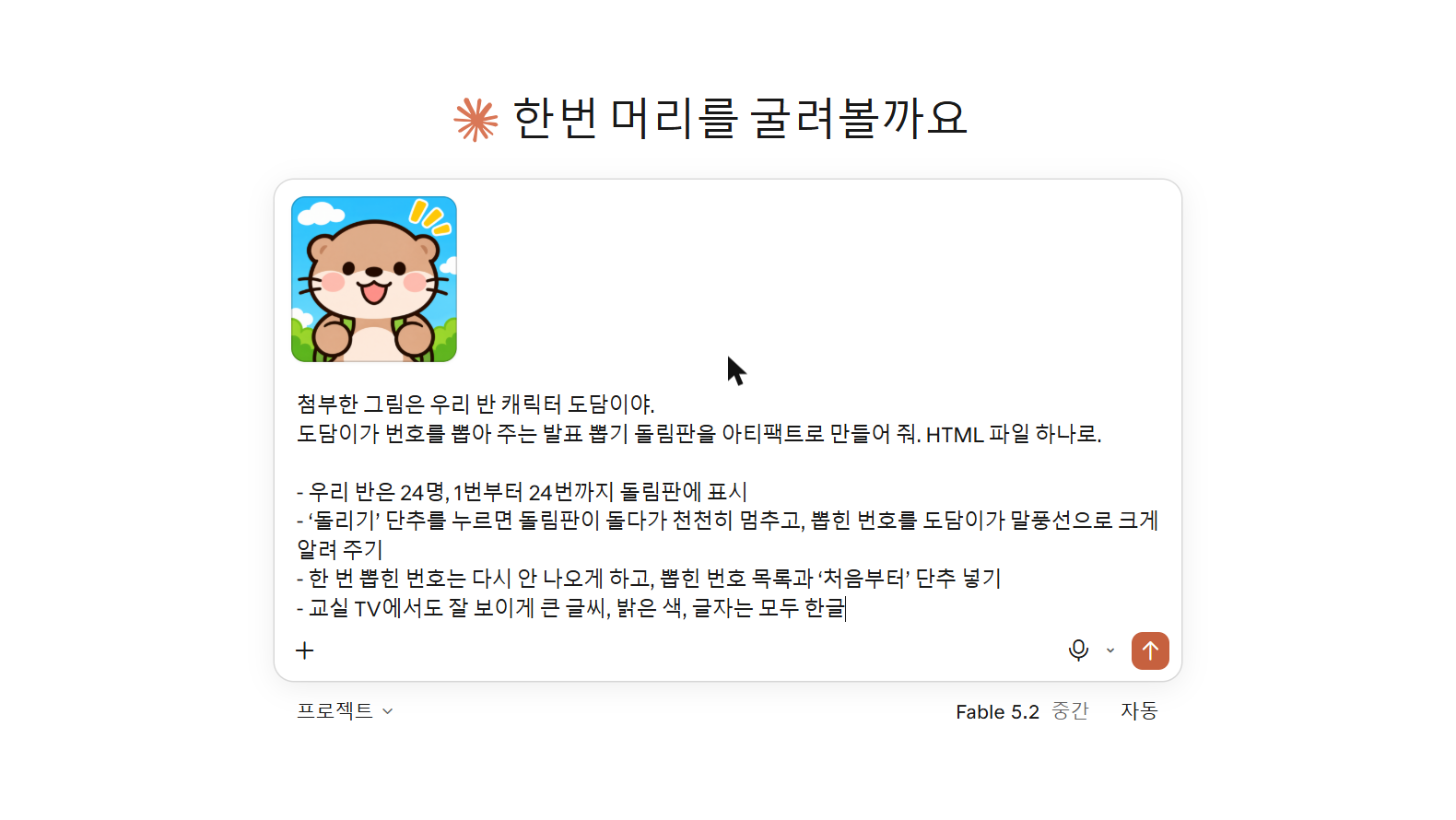 한번 머리를 굴려볼까요
첨부한 그림은 우리 반 캐릭터 도담이야.
도담이가 번호를 뽑아 주는 발표 뽑기 돌림판을 아티팩트로 만들어 줘. HTML 파일 하나로.
- 우리 반은 24명, 1번부터 24번까지 돌림판에 표시
- ‘돌리기’ 단추를 누르면 돌림판이 돌다가 천천히 멈추고, 뽑힌 번호를 도담이가 말풍선으로 크게
알려 주기
- 한 번 뽑힌 번호는 다시 안 나오게 하고, 뽑힌 번호 목록과 ‘처음부터’ 단추 넣기
- 교실 TV에서도 잘 보이게 큰 글씨, 밝은 색, 글자는 모두 한글
프로젝트
Fable 5.2 중간 자동